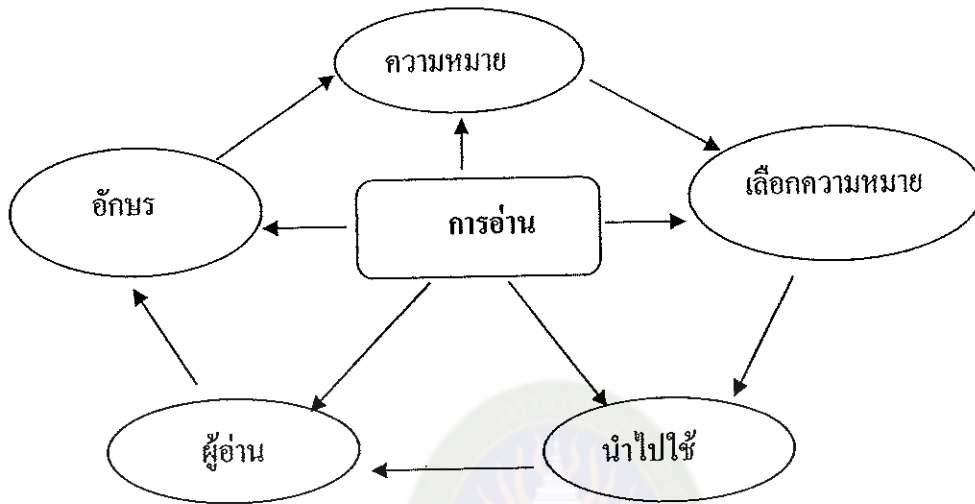 ความหมาย
อักษร
การอ่าน
เลือกความหมาย
ผู้อ่าน
นำไปใช้